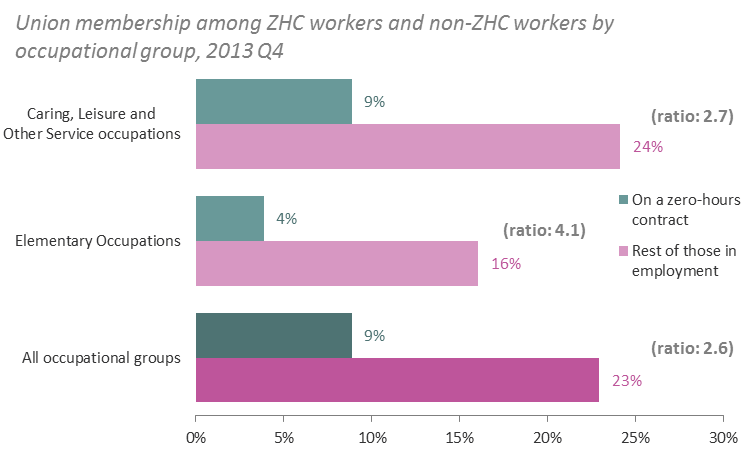 Union membership among ZHC workers and non-ZHC workers by
occupational group, 2013 Q4
Caring, Leisure and
Other Service occupations
9%
24%
(ratio: 2.7)
Elementary Occupations
4%
16%
(ratio: 4.1)
On a zero-hours
contract
Rest of those in
employment
All occupational groups
9%
23%
(ratio: 2.6)
0% 5% 10% 15% 20% 25% 30%